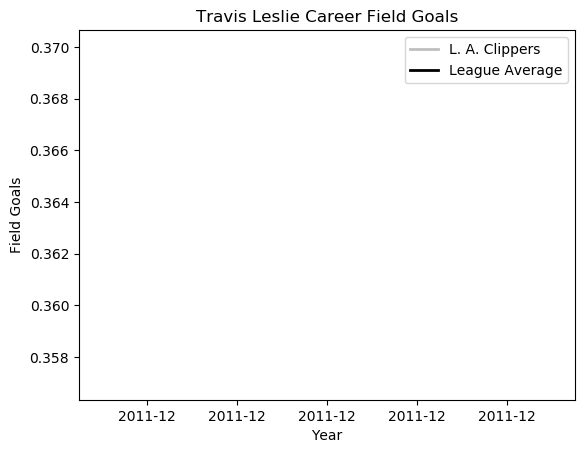 Travis Leslie Career Field Goals
L. A. Clippers
League Average
0.370
0.368
0.366
0.364
0.362
0.360
0.358
Field Goals
2011-12 2011-12 2011-12 2011-12 2011-12
Year